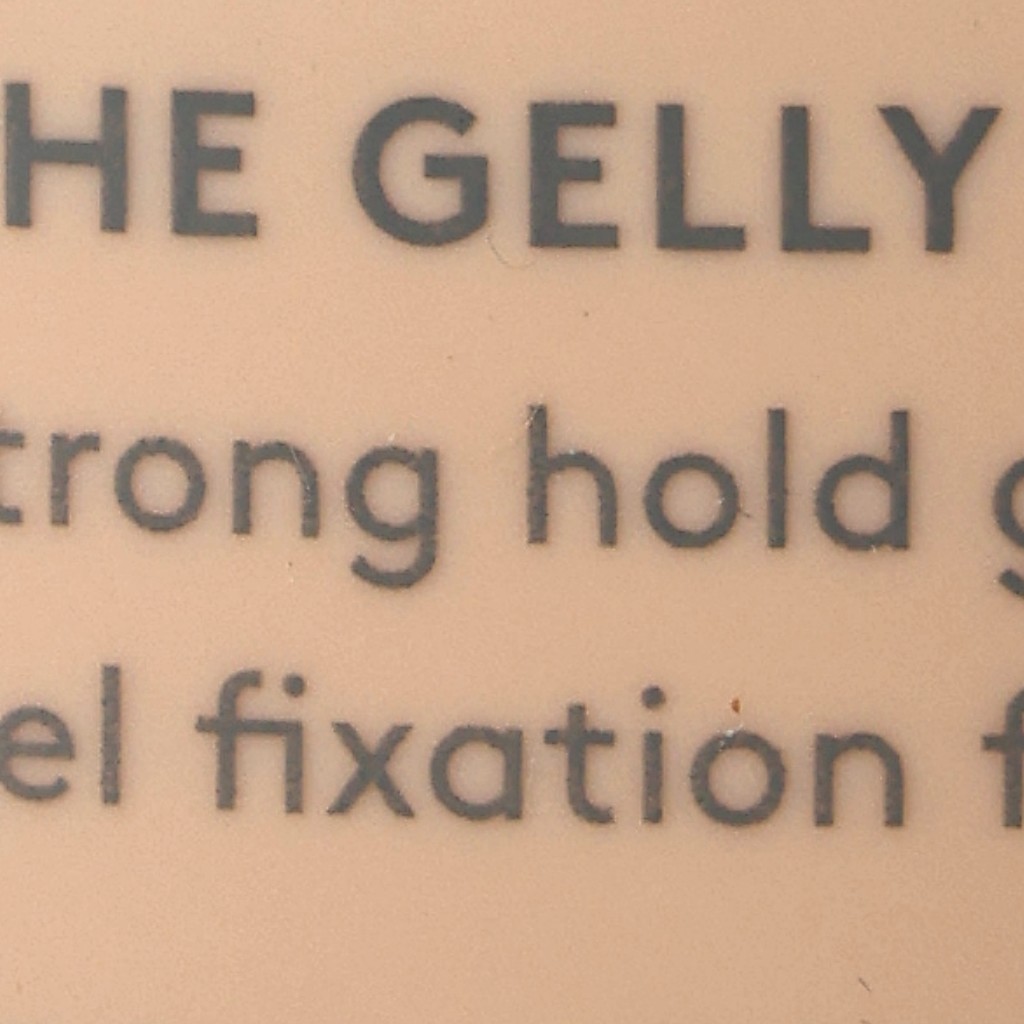 HE GELLY
trong hold g
el fixation f